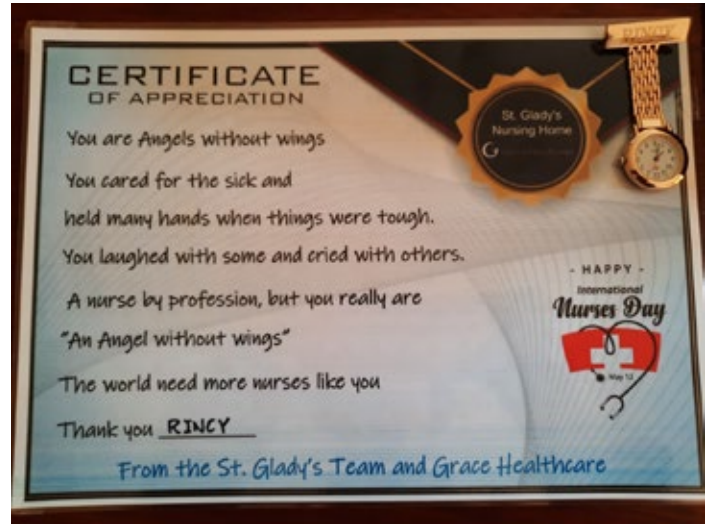 CERTIFICATE
OF APPRECIATION
RINCY
St. Glady's
Nursing Home
You are Angels without wings
You cared for the sick and
held many hands when things were tough.
You laughed with some and cried with others.
A nurse by profession, but you really are
"An Angel without wings"
The world need more nurses like you
Thank you RINCY
From the St. Glady's Team and Grace Healthcare
- HAPPY -
International
Nurses Day
May 12